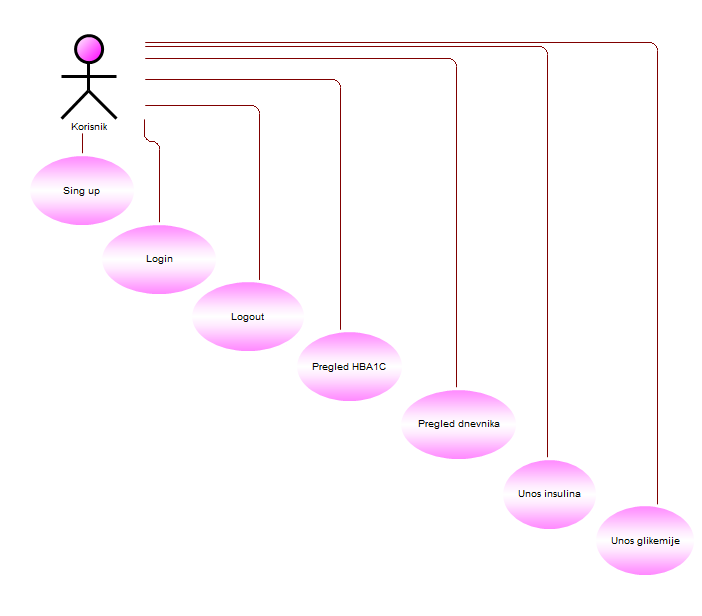 Korisnik
Sing up
Login
Logout
Pregled HBA1C
Pregled dnevnika
Unos insulina
Unos glikemije